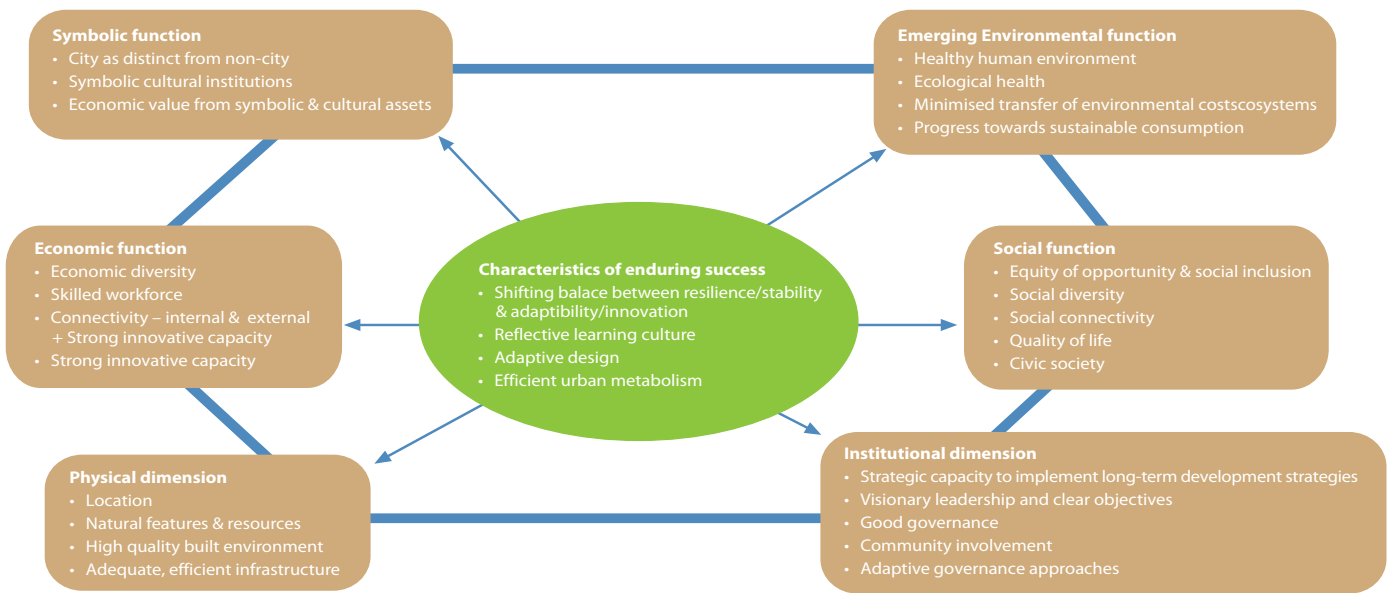 Symbolic function
• City as distinct from non-city
• Symbolic cultural institutions
• Economic value from symbolic & cultural assets
Emerging Environmental function
• Healthy human environment
• Ecological health
• Minimised transfer of environmental costscosystems
• Progress towards sustainable consumption
Economic function
• Economic diversity
• Skilled workforce
• Connectivity – internal & external
+ Strong innovative capacity
• Strong innovative capacity
Characteristics of enduring success
• Shifting balace between resilience/stability
& adaptibility/innovation
• Reflective learning culture
• Adaptive design
• Efficient urban metabolism
Social function
• Equity of opportunity & social inclusion
• Social diversity
• Social connectivity
• Quality of life
• Civic society
Physical dimension
• Location
• Natural features & resources
• High quality built environment
• Adequate, efficient infrastructure
Institutional dimension
• Strategic capacity to implement long-term development strategies
• Visionary leadership and clear objectives
• Good governance
• Community involvement
• Adaptive governance approaches